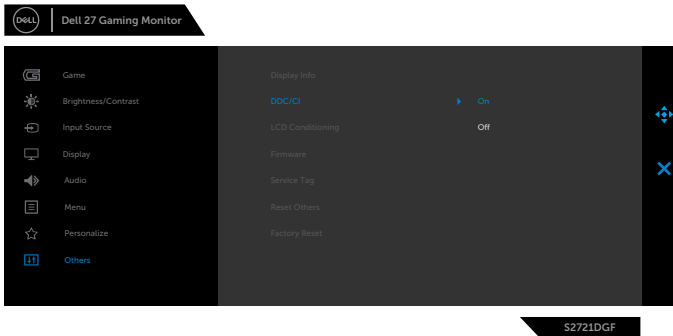 DELL
Dell 27 Gaming Monitor
Game
Brightness/Contrast
Input Source
Display
Audio
Menu
Personalize
Others
Display Info
DDC/CI
On
LCD Conditioning
Off
Firmware
Service Tag
Reset Others
Factory Reset
S2721DGF